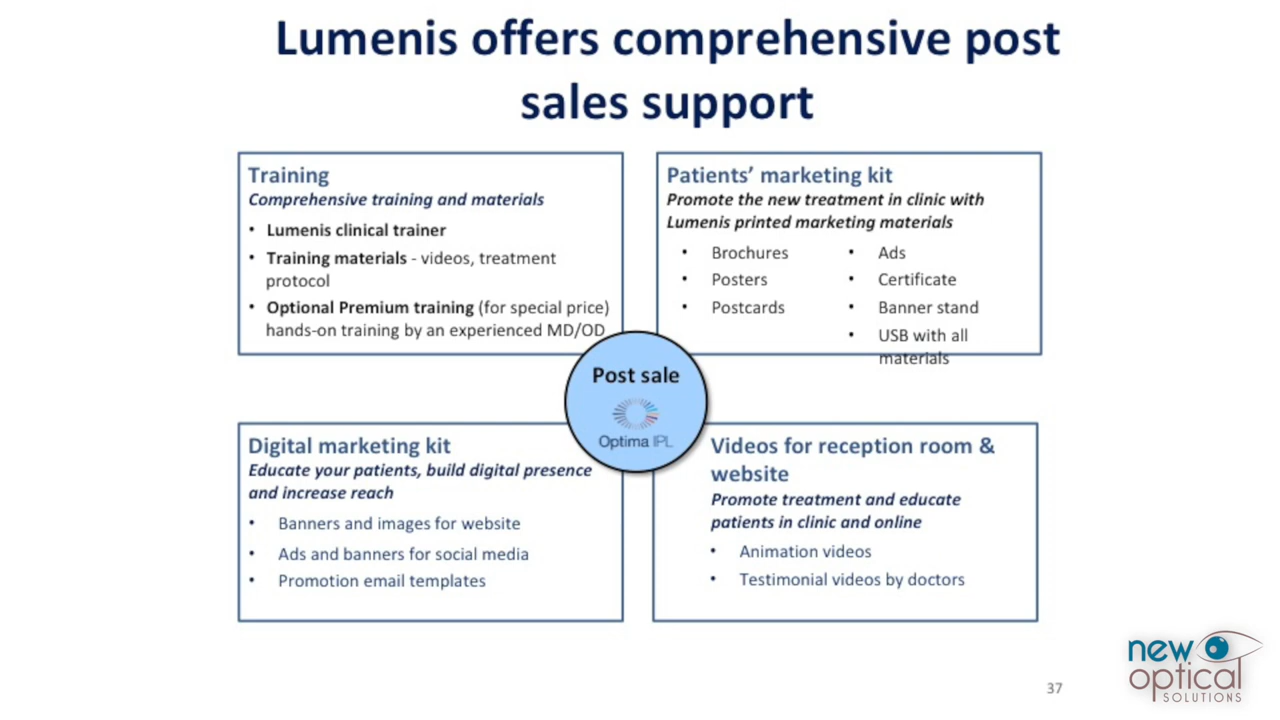 Lumenis offers comprehensive post
sales support
Training
Comprehensive training and materials
• Lumenis clinical trainer
• Training materials - videos, treatment
protocol
• Optional Premium training (for special price)
hands-on training by an experienced MD/OD
Patients’ marketing kit
Promote the new treatment in clinic with
Lumenis printed marketing materials
• Brochures
• Posters
• Postcards
• Ads
• Certificate
• Banner stand
• USB with all
materials
Post sale
Optima IPL
Digital marketing kit
Educate your patients, build digital presence
and increase reach
• Banners and images for website
• Ads and banners for social media
• Promotion email templates
Videos for reception room &
website
Promote treatment and educate
patients in clinic and online
• Animation videos
• Testimonial videos by doctors
37
new
optical
SOLUTIONS